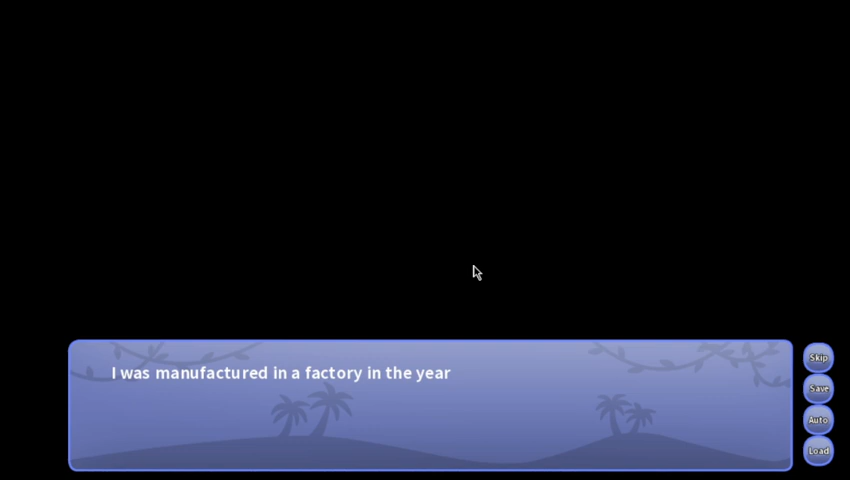 I was manufactured in a factory in the year
Skip
Save
Auto
Load